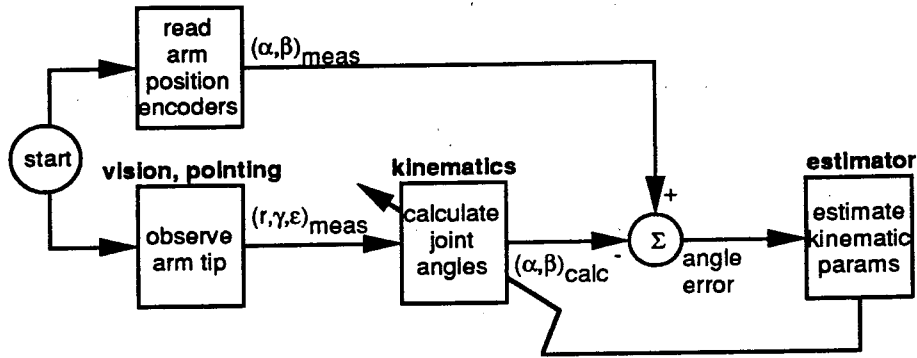 read
arm
position
encoders
(α,β)meas
start
vision, pointing
observe
arm tip
(r,γ,ε)meas
kinematics
calculate
joint
angles
(α,β)calc
+
-
Σ
angle
error
estimator
estimate
kinematic
params